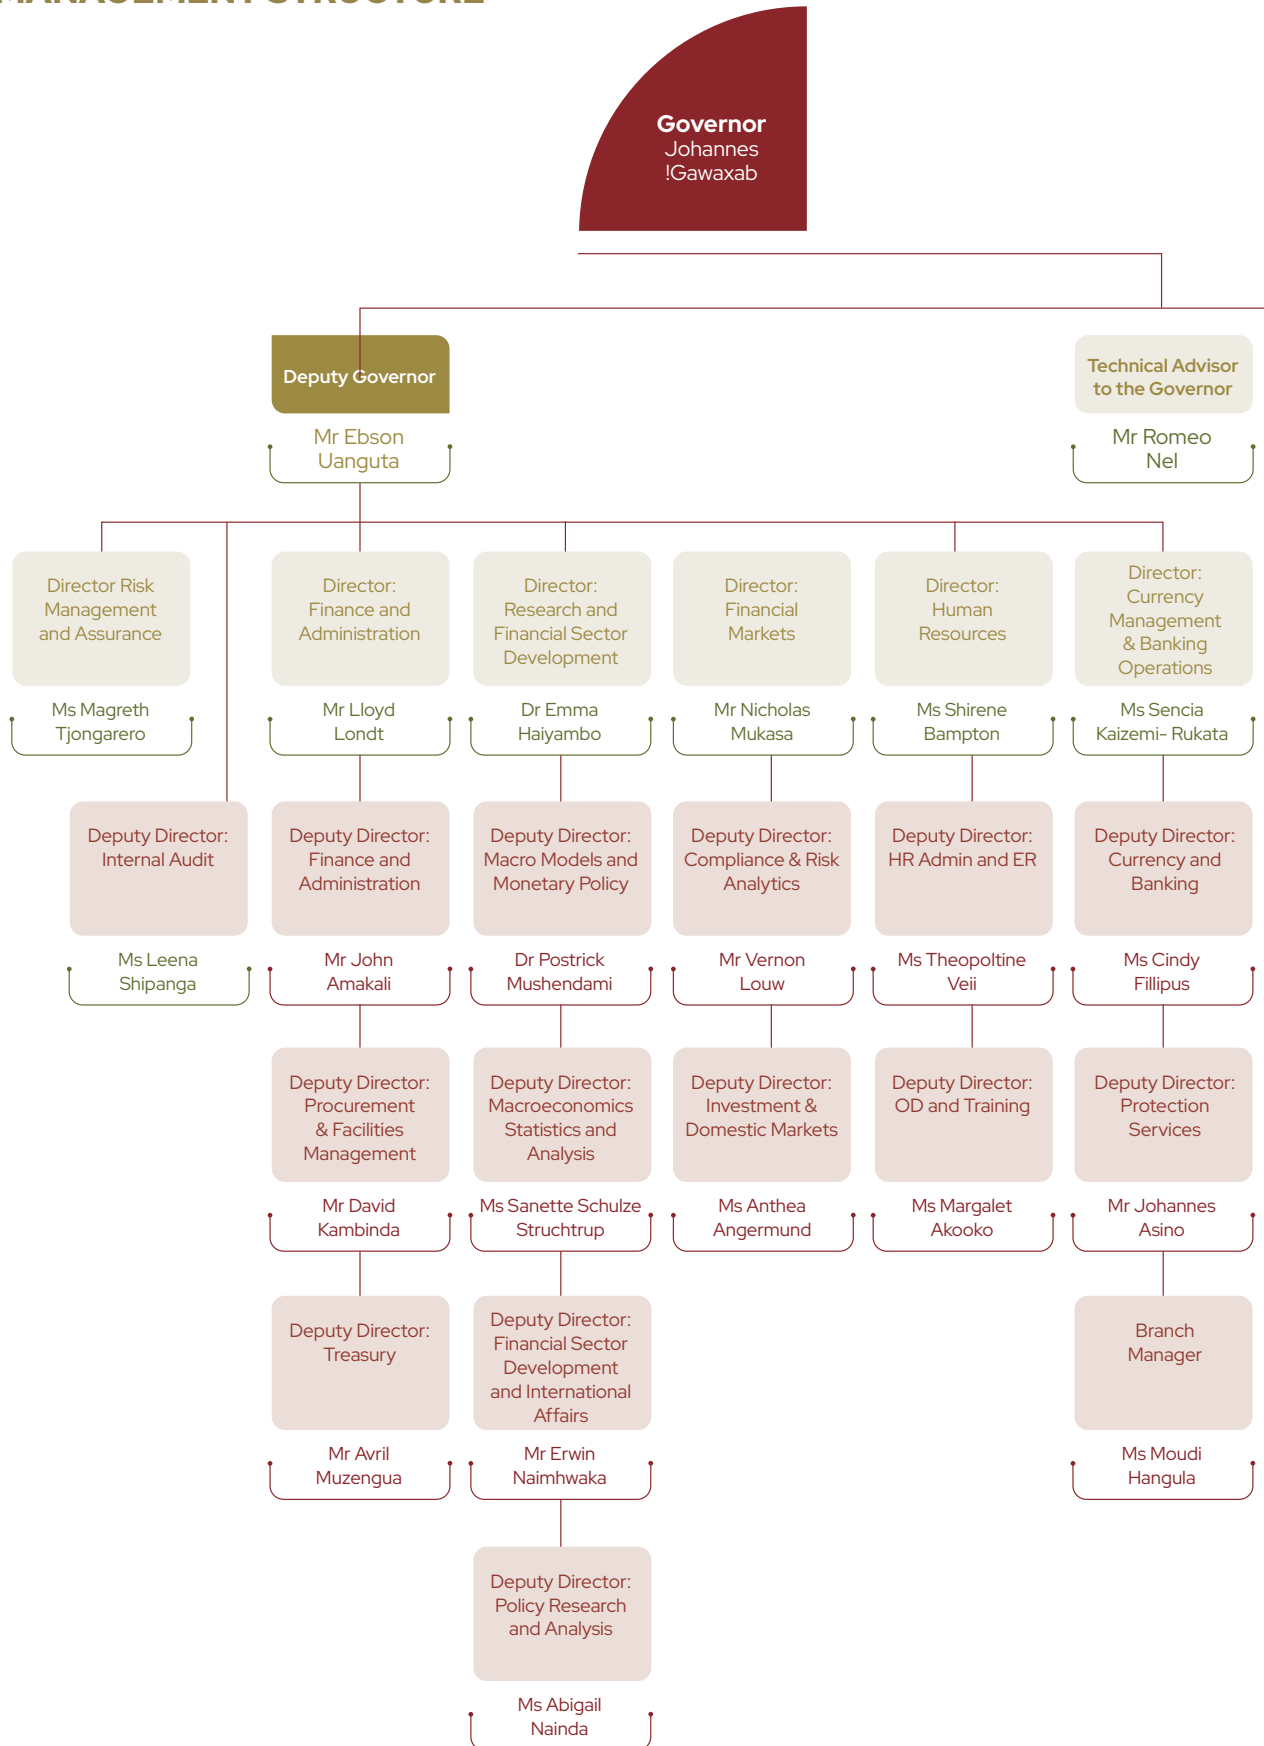 MANAGEMENT STRUCTURE
Governor
Johannes
!Gawaxab
Deputy Governor
Mr Ebson
Uanguta
Technical Advisor
to the Governor
Mr Romeo
Nel
Director Risk
Management
and Assurance
Ms Magreth
Tjongarero
Director:
Finance and
Administration
Mr Lloyd
Londt
Director:
Research and
Financial Sector
Development
Dr Emma
Haiyambo
Director:
Financial
Markets
Mr Nicholas
Mukasa
Director:
Human
Resources
Ms Shirene
Bampton
Director:
Currency
Management
& Banking
Operations
Ms Sencia
Kaizemi- Rukata
Deputy Director:
Internal Audit
Ms Leena
Shipanga
Deputy Director:
Finance and
Administration
Mr John
Amakali
Deputy Director:
Macro Models and
Monetary Policy
Dr Postrick
Mushendami
Deputy Director:
Compliance & Risk
Analytics
Mr Vernon
Louw
Deputy Director:
HR Admin and ER
Ms Theopoltine
Veii
Deputy Director:
Currency and
Banking
Ms Cindy
Fillipus
Deputy Director:
Procurement
& Facilities
Management
Mr David
Kambinda
Deputy Director:
Macroeconomics
Statistics and
Analysis
Ms Sanette Schulze
Struchtrup
Deputy Director:
Investment &
Domestic Markets
Ms Anthea
Angermund
Deputy Director:
OD and Training
Ms Margalet
Akooko
Deputy Director:
Protection
Services
Mr Johannes
Asino
Deputy Director:
Treasury
Mr Avril
Muzengua
Deputy Director:
Financial Sector
Development
and International
Affairs
Mr Erwin
Naimhwaka
Branch
Manager
Ms Moudi
Hangula
Deputy Director:
Policy Research
and Analysis
Ms Abigail
Nainda